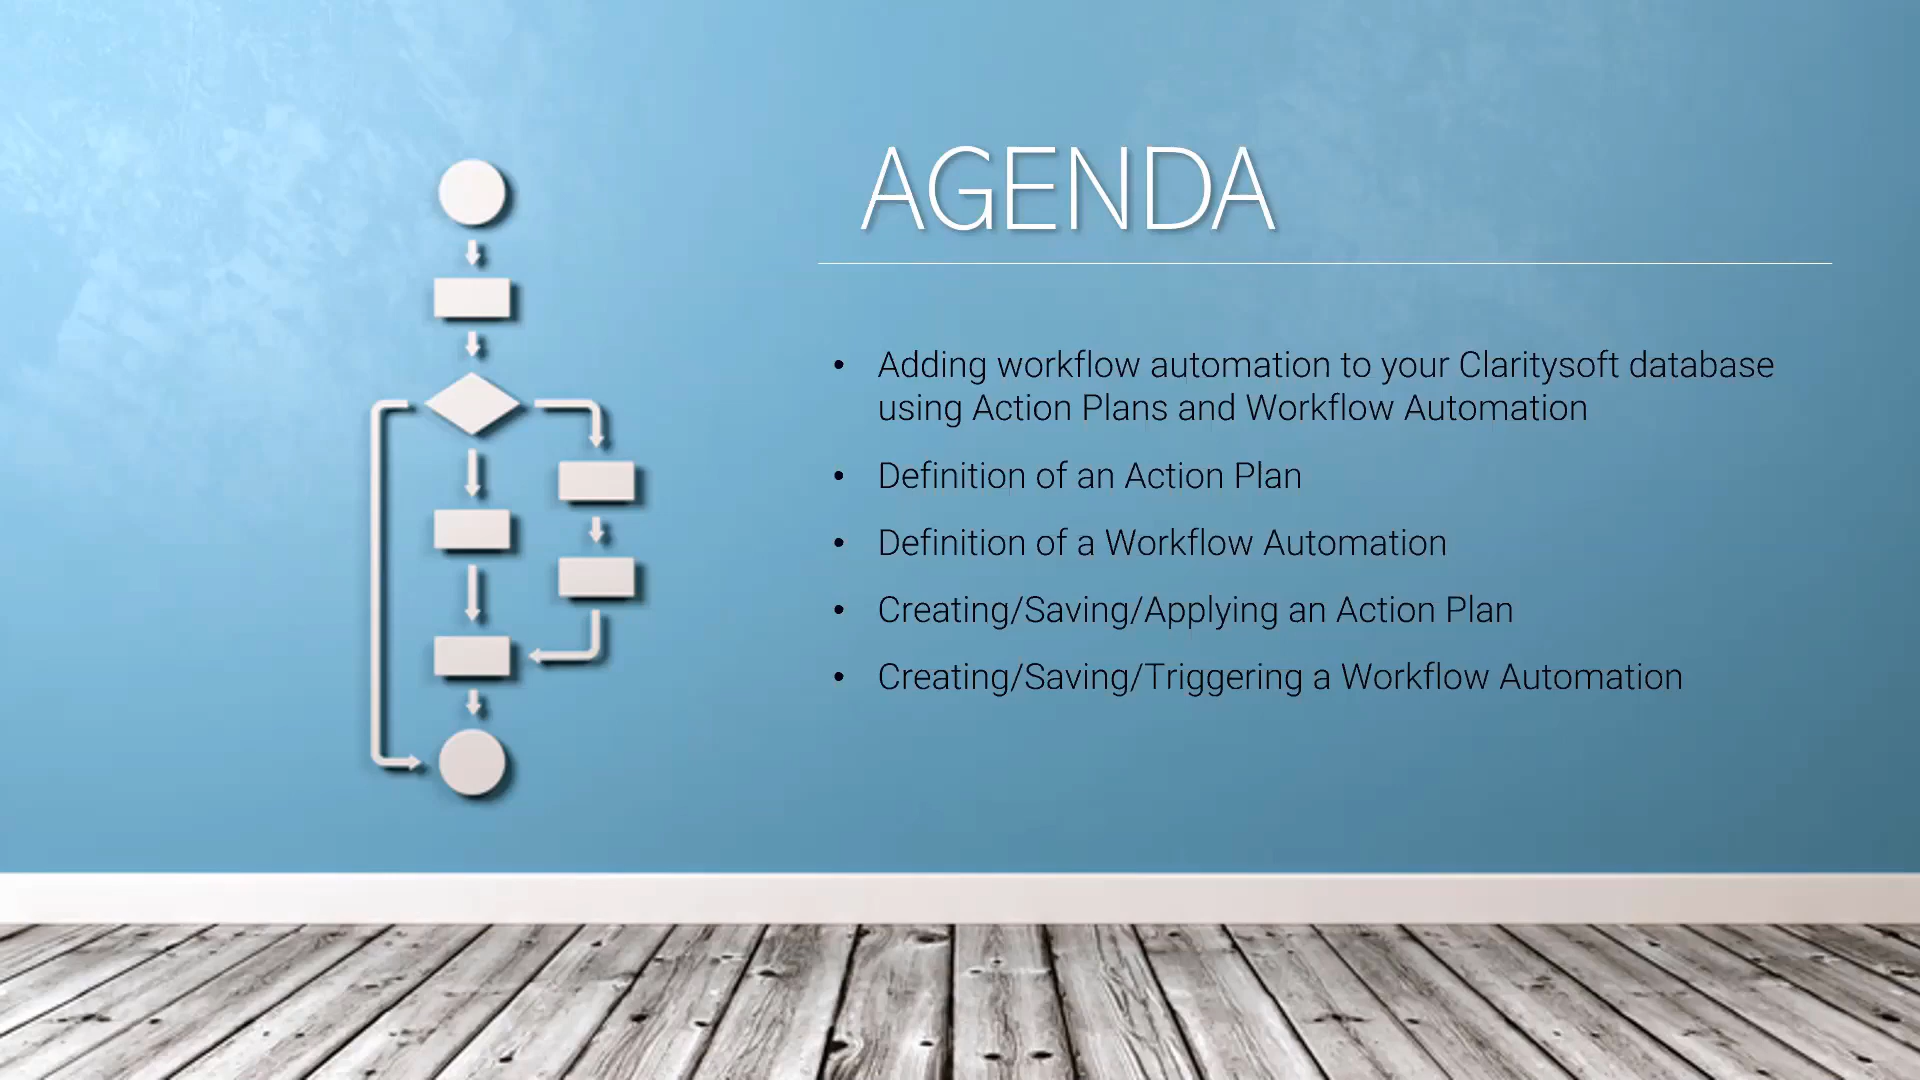 AGENDA
• Adding workflow automation to your Claritysoft database
using Action Plans and Workflow Automation
• Definition of an Action Plan
• Definition of a Workflow Automation
• Creating/Saving/Applying an Action Plan
• Creating/Saving/Triggering a Workflow Automation